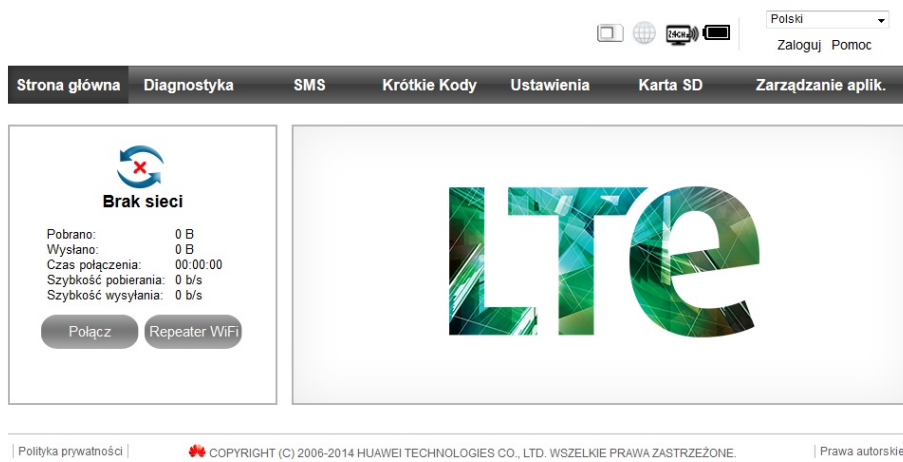 Polski
2.4GHz
Zaloguj Pomoc
Strona główna Diagnostyka SMS Krótkie Kody Ustawienia Karta SD Zarządzanie aplik.
Brak sieci
LTE
Pobrano: 0 B
Wysłano: 0 B
Czas połączenia: 00:00:00
Szybkość pobierania: 0 b/s
Szybkość wysyłania: 0 b/s
Połącz Repeater WiFi
Polityka prywatności COPYRIGHT (C) 2006-2014 HUAWEI TECHNOLOGIES CO., LTD. WSZELKIE PRAWA ZASTRZEŻONE. Prawa autorskie